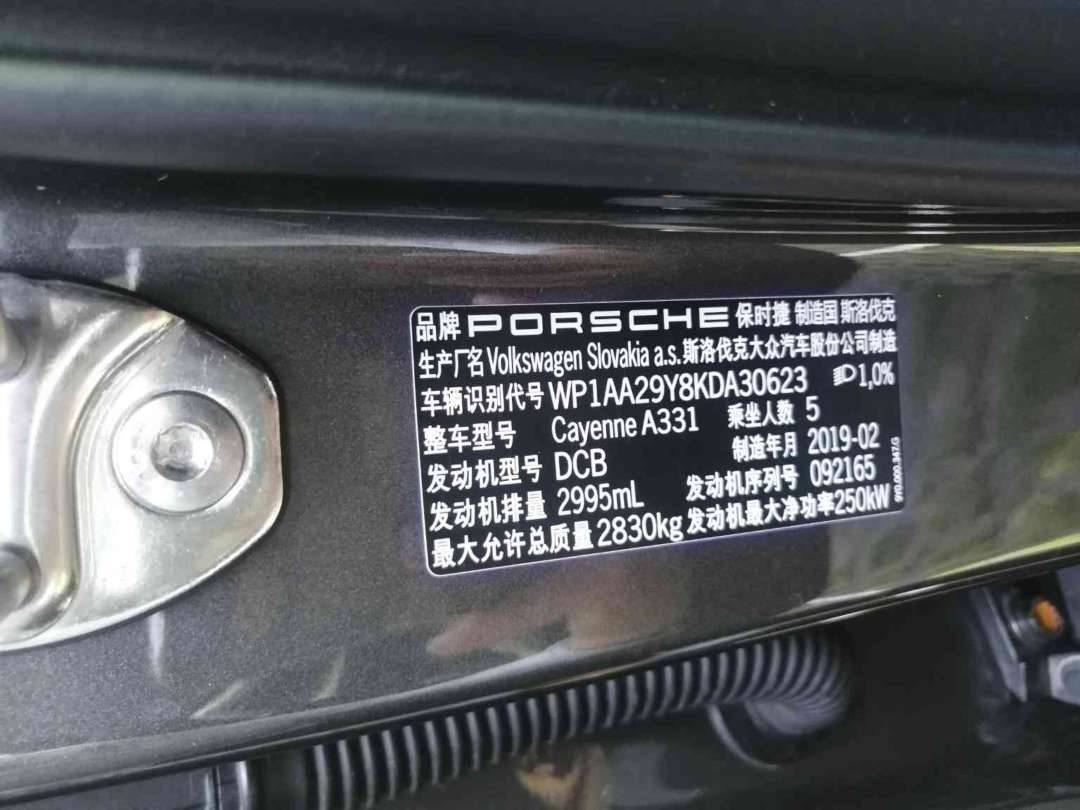 品牌 PORSCHE 保时捷 制造国 斯洛伐克
生产厂名 Volkswagen Slovakia a.s. 斯洛伐克大众汽车股份公司制造
车辆识别代号 WP1AA29Y8KDA30623 1,0%
整车型号 Cayenne A331 乘坐人数 5
发动机型号 DCB 制造年月 2019-02
发动机排量 2995mL 发动机序列号 092165
最大允许总质量 2830kg 发动机最大净功率 250kW
9Y0.000.347.G